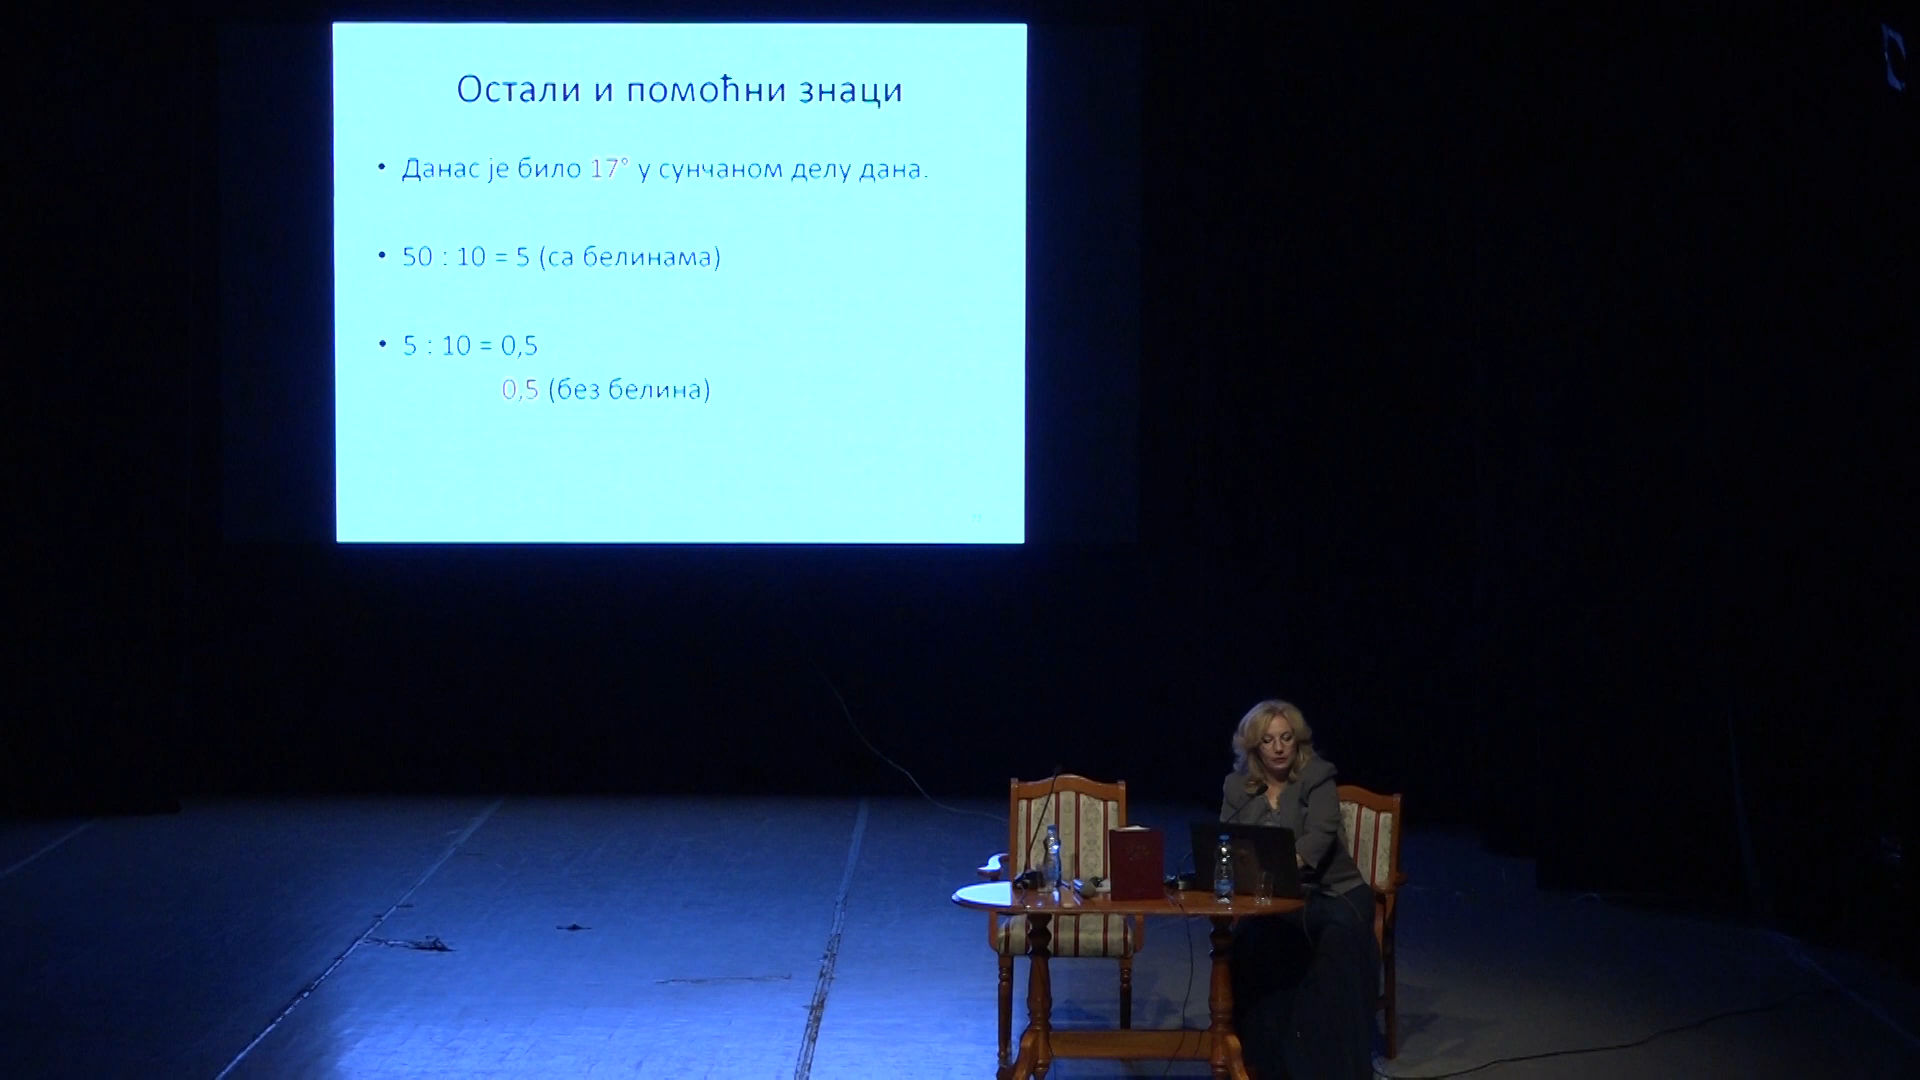 Остали и помоћни знаци
• Данас је било 17° у сунчаном делу дана.
• 50 : 10 = 5 (са белинама)
• 5 : 10 = 0,5
0,5 (без белина)